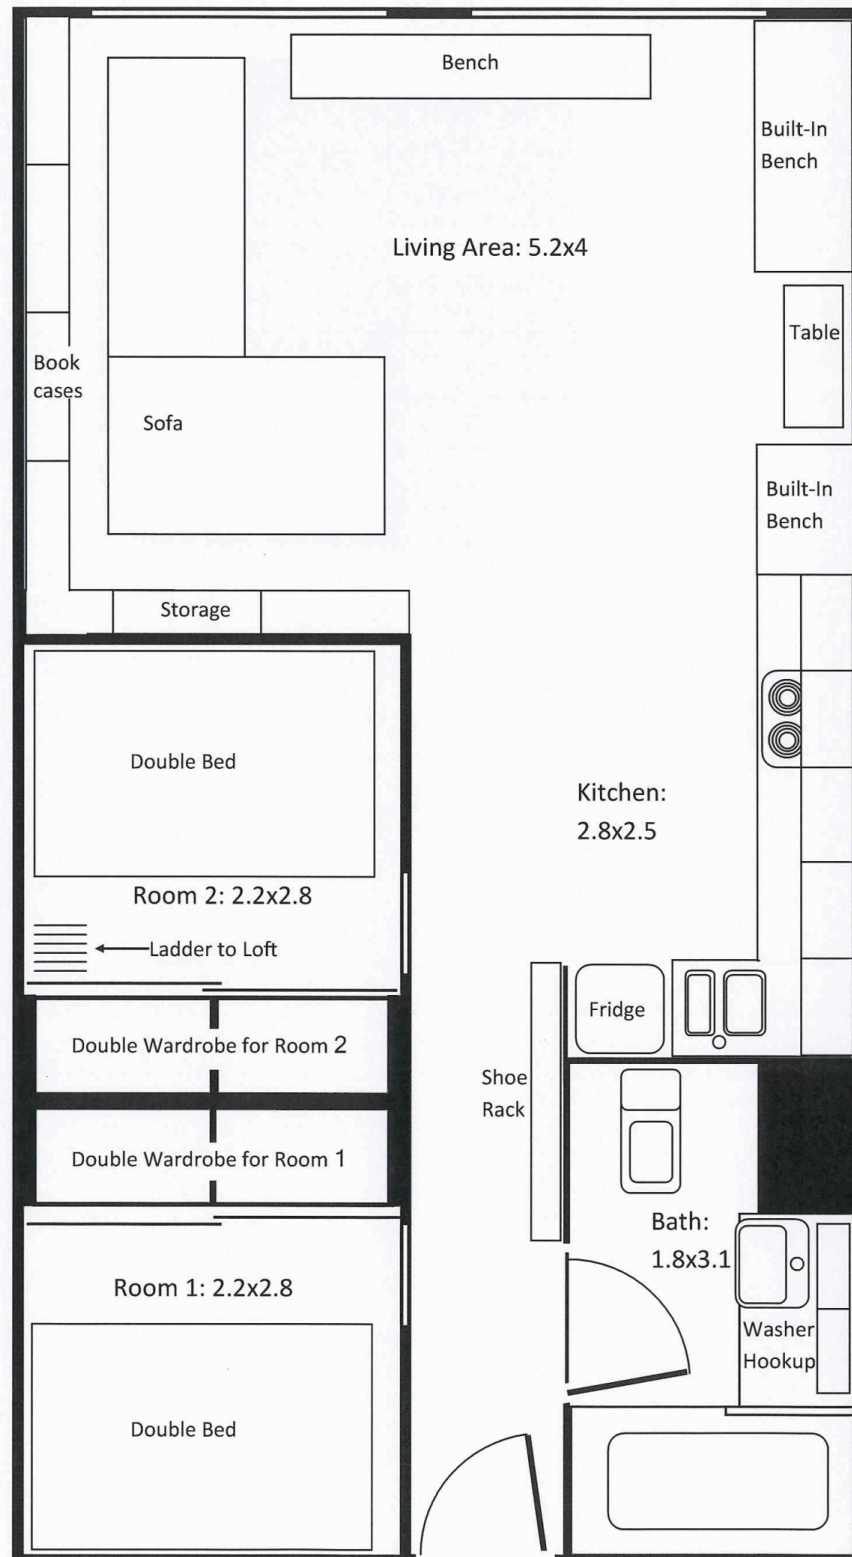 Bench
Built-In
Bench
Living Area: 5.2x4
Table
Book
cases
Sofa
Built-In
Bench
Storage
Double Bed
Kitchen:
2.8x2.5
Room 2: 2.2x2.8
Ladder to Loft
Fridge
Double Wardrobe for Room 2
Shoe
Rack
Double Wardrobe for Room 1
Bath:
1.8x3.1
Room 1: 2.2x2.8
Washer
Hookup
Double Bed